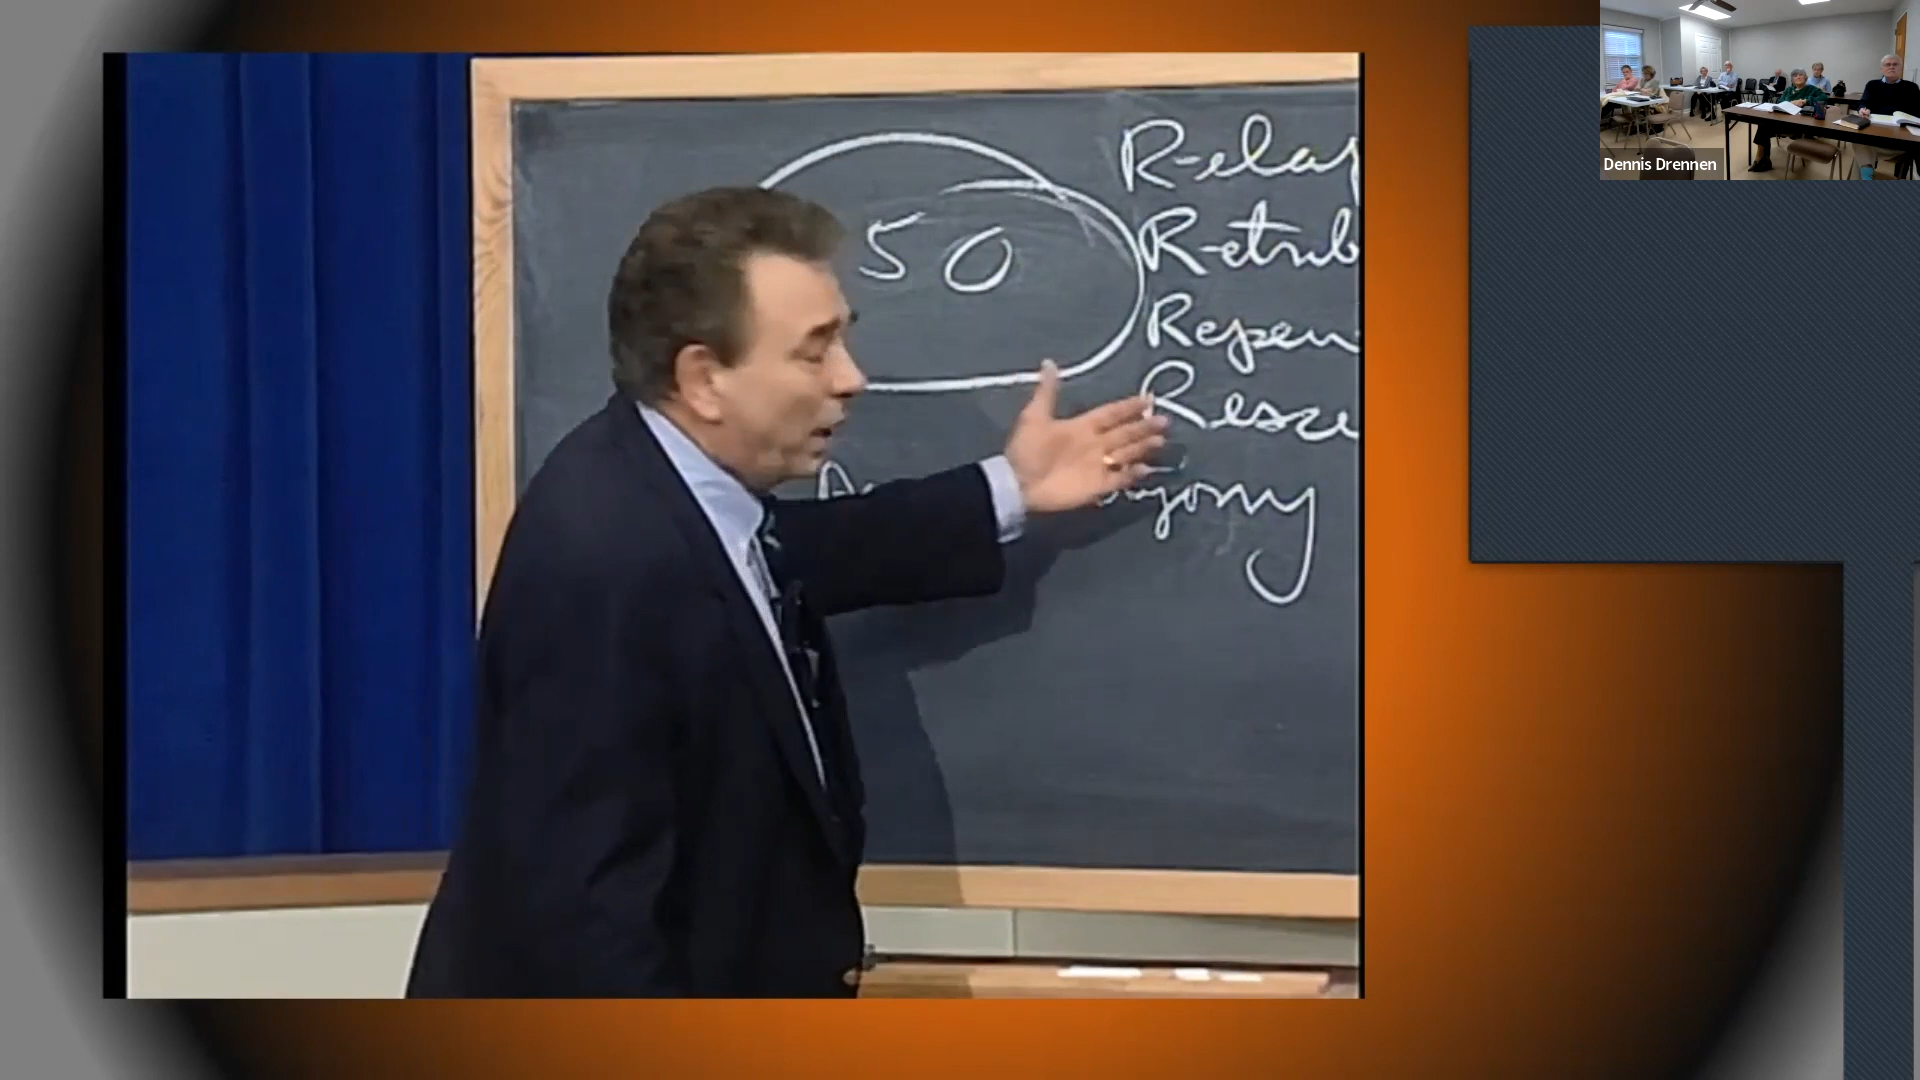 R-elap
50
R-etrib
Repen
Rescu
Dennis Drennen